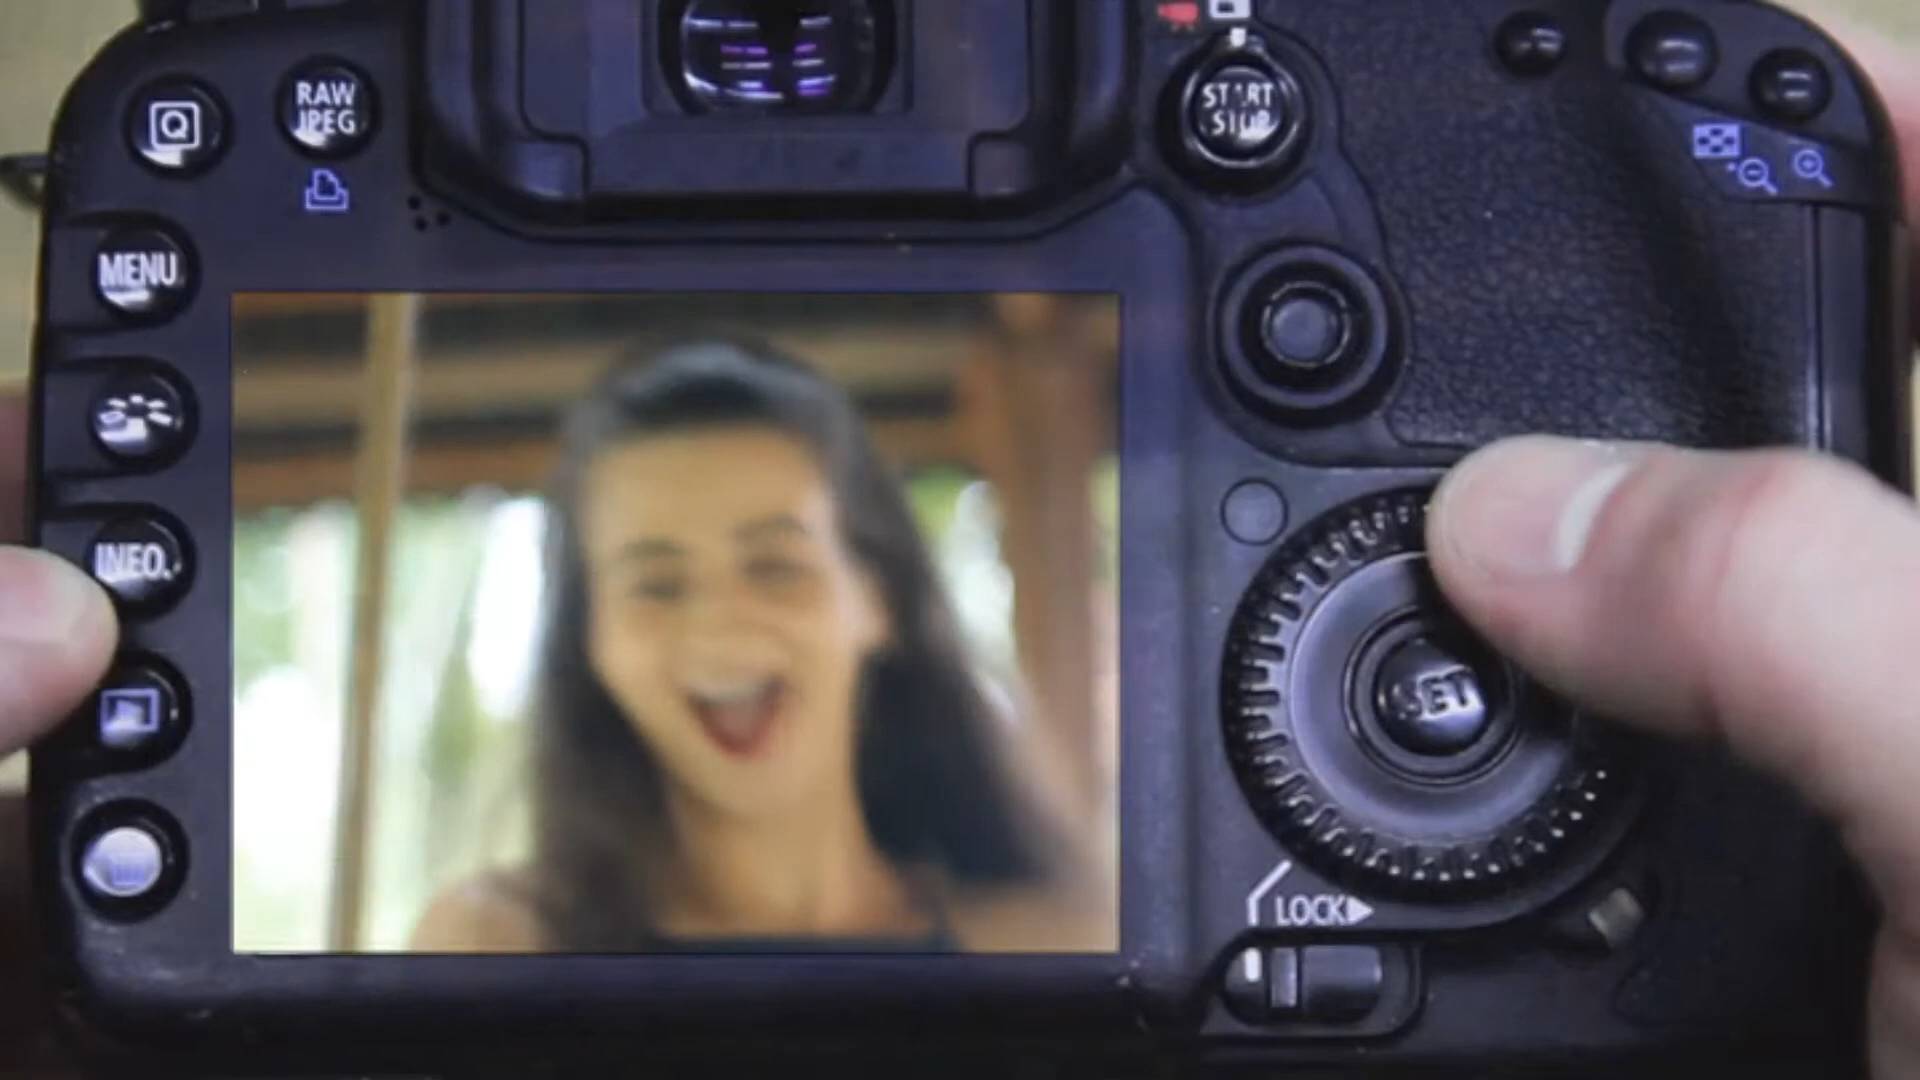 Q
RAW
JPEG
START
STOP
MENU
INFO.
SET
LOCK